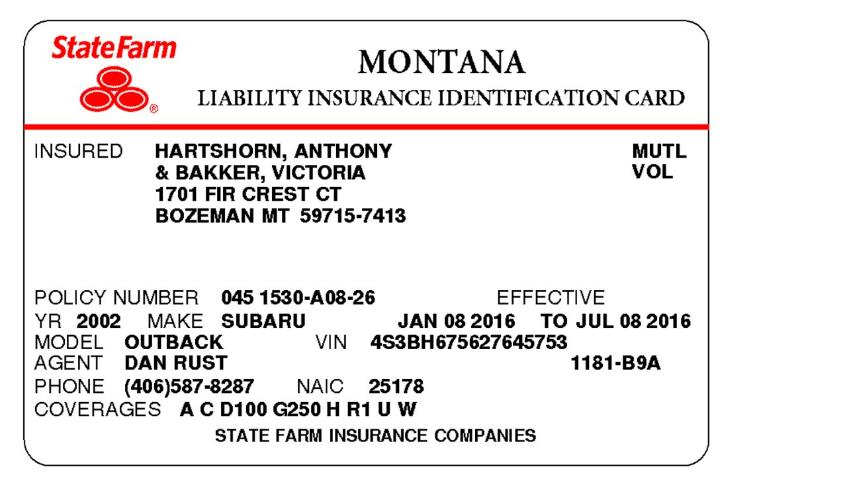 StateFarm
®
MONTANA
LIABILITY INSURANCE IDENTIFICATION CARD
INSURED HARTSHORN, ANTHONY MUTL
& BAKKER, VICTORIA VOL
1701 FIR CREST CT
BOZEMAN MT 59715-7413
POLICY NUMBER 045 1530-A08-26 EFFECTIVE
YR 2002 MAKE SUBARU JAN 08 2016 TO JUL 08 2016
MODEL OUTBACK VIN 4S3BH675627645753
AGENT DAN RUST 1181-B9A
PHONE (406)587-8287 NAIC 25178
COVERAGES A C D100 G250 H R1 U W
STATE FARM INSURANCE COMPANIES